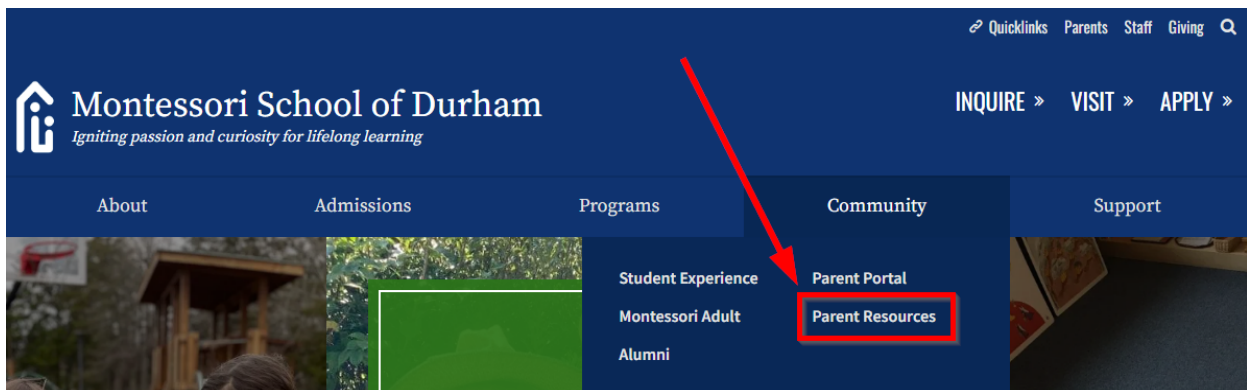 Quicklinks Parents Staff Giving
Montessori School of Durham
Igniting passion and curiosity for lifelong learning
INQUIRE » VISIT » APPLY »
About Admissions Programs Community Support
Student Experience Parent Portal
Montessori Adult Parent Resources
Alumni